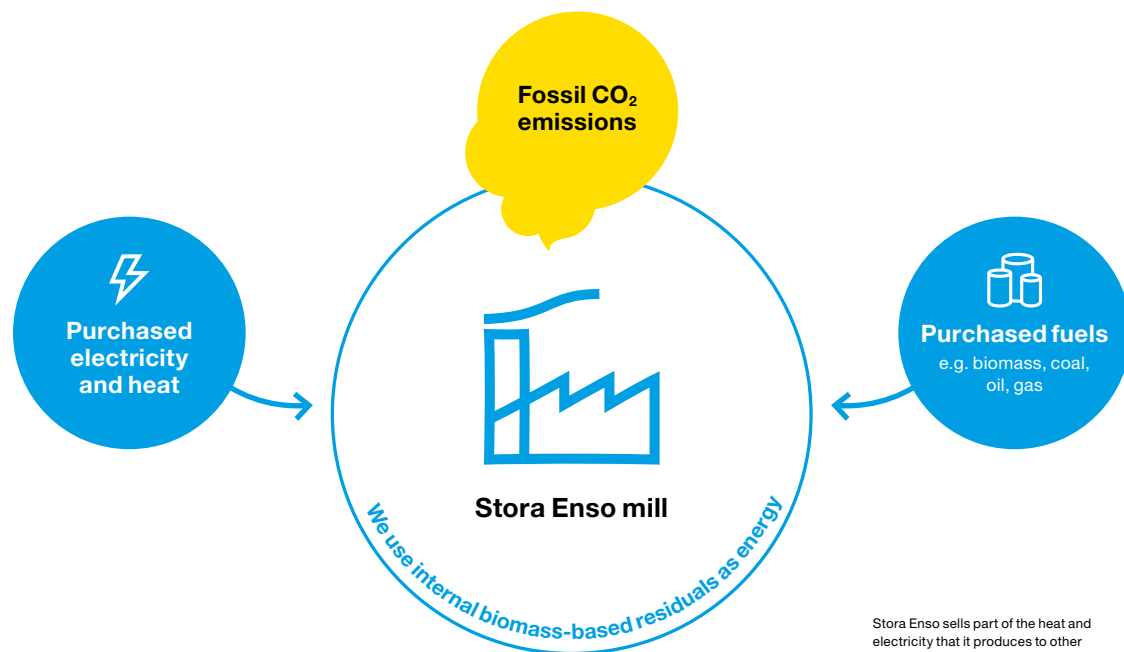 Fossil CO₂
emissions
Purchased
electricity
and heat
Purchased fuels
e.g. biomass, coal,
oil, gas
Stora Enso mill
We use internal biomass-based residuals as energy
Stora Enso sells part of the heat and
electricity that it produces to other